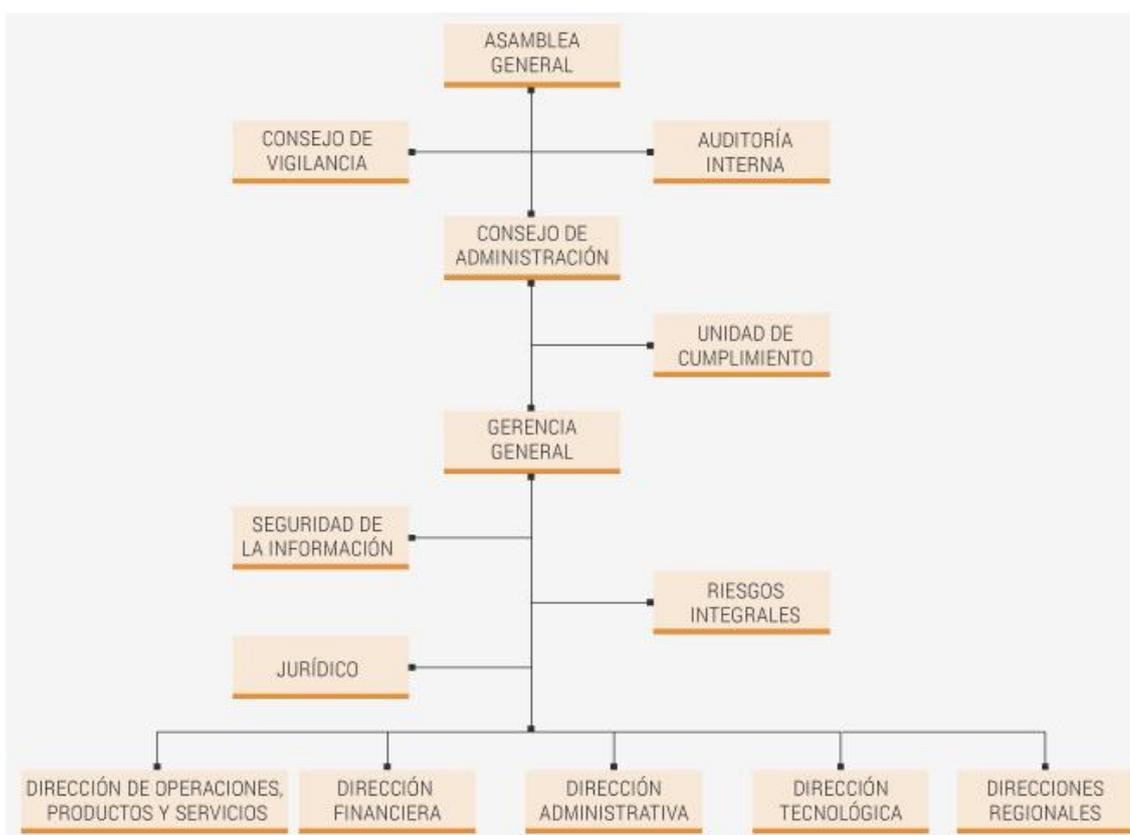 ASAMBLEA
GENERAL
CONSEJO DE
VIGILANCIA
AUDITORÍA
INTERNA
CONSEJO DE
ADMINISTRACIÓN
UNIDAD DE
CUMPLIMIENTO
GERENCIA
GENERAL
SEGURIDAD DE
LA INFORMACIÓN
RIESGOS
INTEGRALES
JURÍDICO
DIRECCIÓN DE OPERACIONES,
PRODUCTOS Y SERVICIOS
DIRECCIÓN
FINANCIERA
DIRECCIÓN
ADMINISTRATIVA
DIRECCIÓN
TECNOLÓGICA
DIRECCIONES
REGIONALES